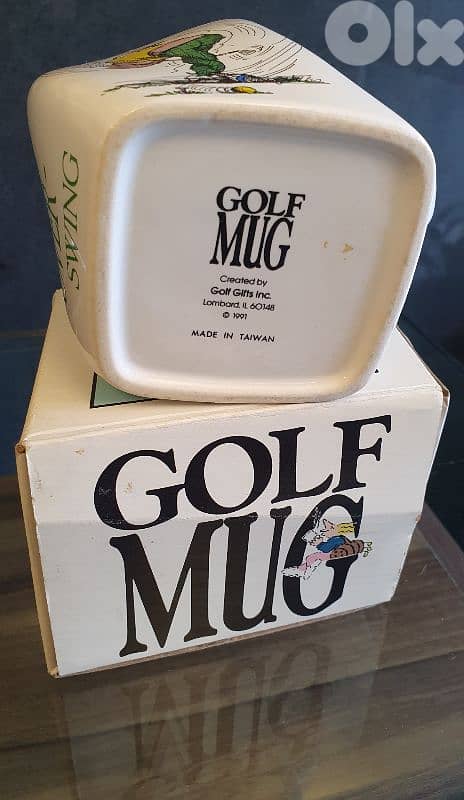 Olx
SWING
GOLF
MUG
Created by
Golf Gifts Inc.
Lombard, IL 60148
© 1991
MADE IN TAIWAN
GOLF
MUG